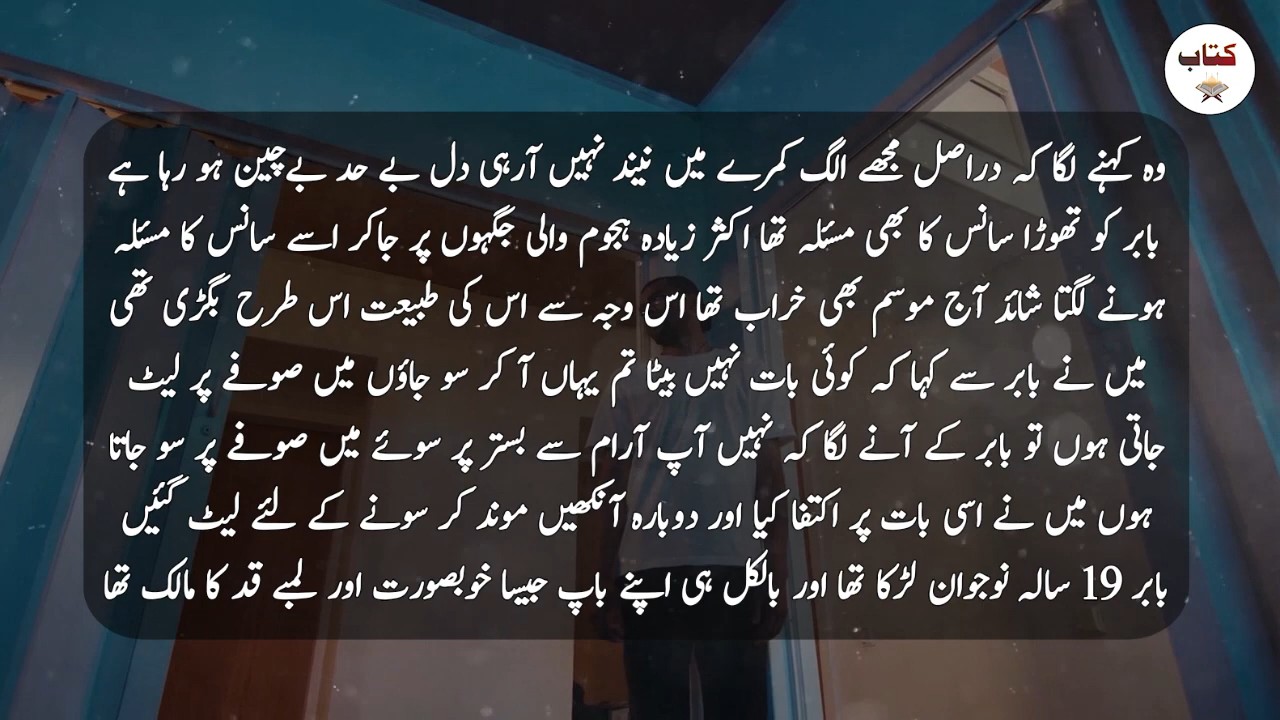 کتاب
وہ کہنے لگا کہ دراصل مجھے الگ کمرے میں نیند نہیں آرہی دل بے حد بےچین ہو رہا ہے
بابر کو تھوڑا سانس کا بھی مسئلہ تھا اکثر زیادہ ہجوم والی جگہوں پر جاکر اسے سانس کا مسئلہ
ہونے لگتا شائد آج موسم بھی خراب تھا اس وجہ سے اس کی طبیعت اس طرح بگڑی تھی
میں نے بابر سے کہا کہ کوئی بات نہیں بیٹا تم یہاں آ کر سو جاؤں میں صوفے پر لیٹ
جاتی ہوں تو بابر کے آنے لگا کہ نہیں آپ آرام سے بستر پر سوئے میں صوفے پر سو جاتا
ہوں میں نے اسی بات پر اکتفا کیا اور دوبارہ آنکھیں موند کر سونے کے لئے لیٹ گئیں
بابر 19 سالہ نوجوان لڑکا تھا اور بالکل ہی اپنے باپ جیسا خوبصورت اور لمبے قد کا مالک تھا